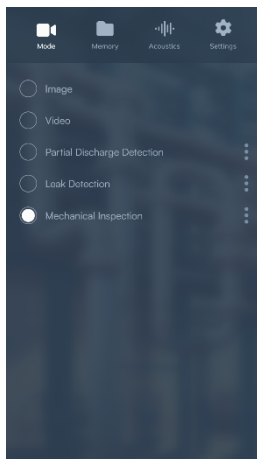 Mode Memory Acoustics Settings
Image
Video
Partial Discharge Detection
Leak Detection
Mechanical Inspection